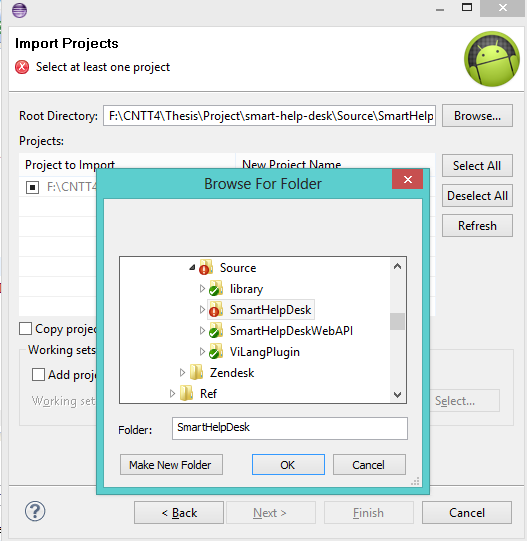 Import Projects
Select at least one project
Root Directory: F:\CNTT4\Thesis\Project\smart-help-desk\Source\SmartHelp Browse...
Projects:
Project to Import New Project Name Select All
F:\CNTT4 Deselect All
Refresh
Browse For Folder
Source
library
SmartHelpDesk
SmartHelpDeskWebAPI
ViLangPlugin
Zendesk
Ref
Folder: SmartHelpDesk
Make New Folder OK Cancel
Copy projec
Working sets
Add proje
Working set Select...
? < Back Next > Finish Cancel